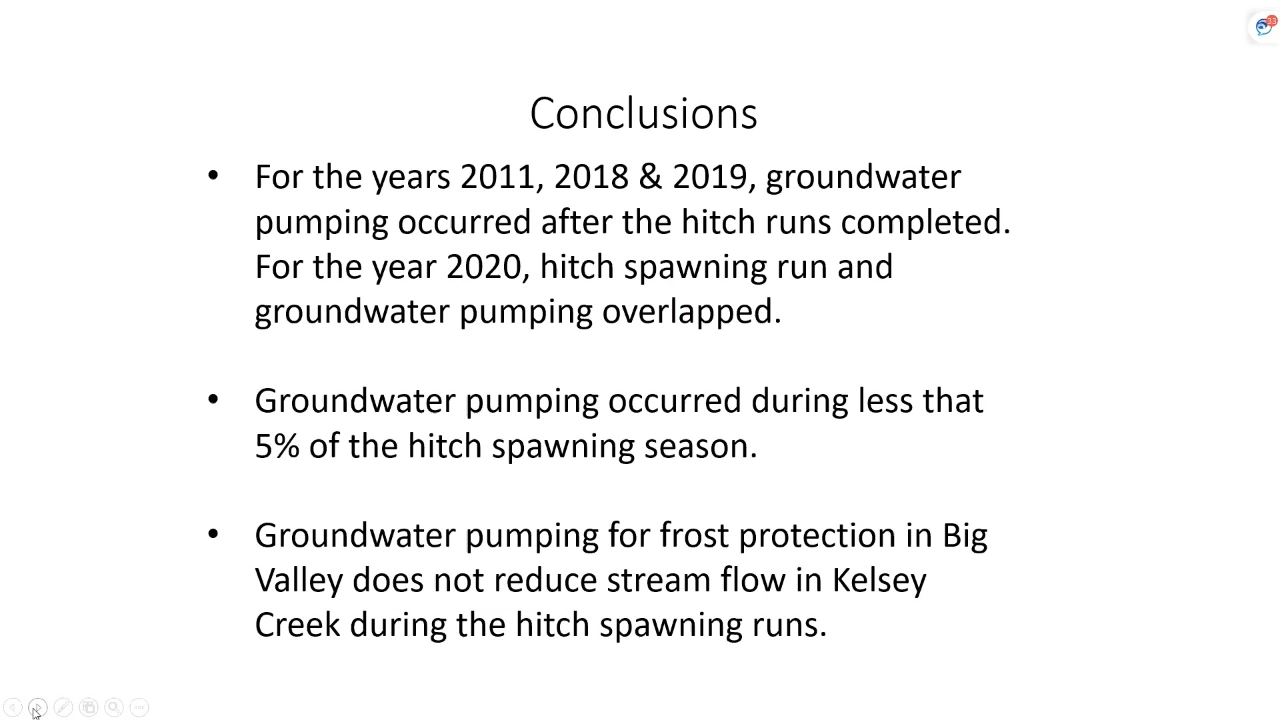 Conclusions
• For the years 2011, 2018 & 2019, groundwater
pumping occurred after the hitch runs completed.
For the year 2020, hitch spawning run and
groundwater pumping overlapped.
• Groundwater pumping occurred during less that
5% of the hitch spawning season.
• Groundwater pumping for frost protection in Big
Valley does not reduce stream flow in Kelsey
Creek during the hitch spawning runs.